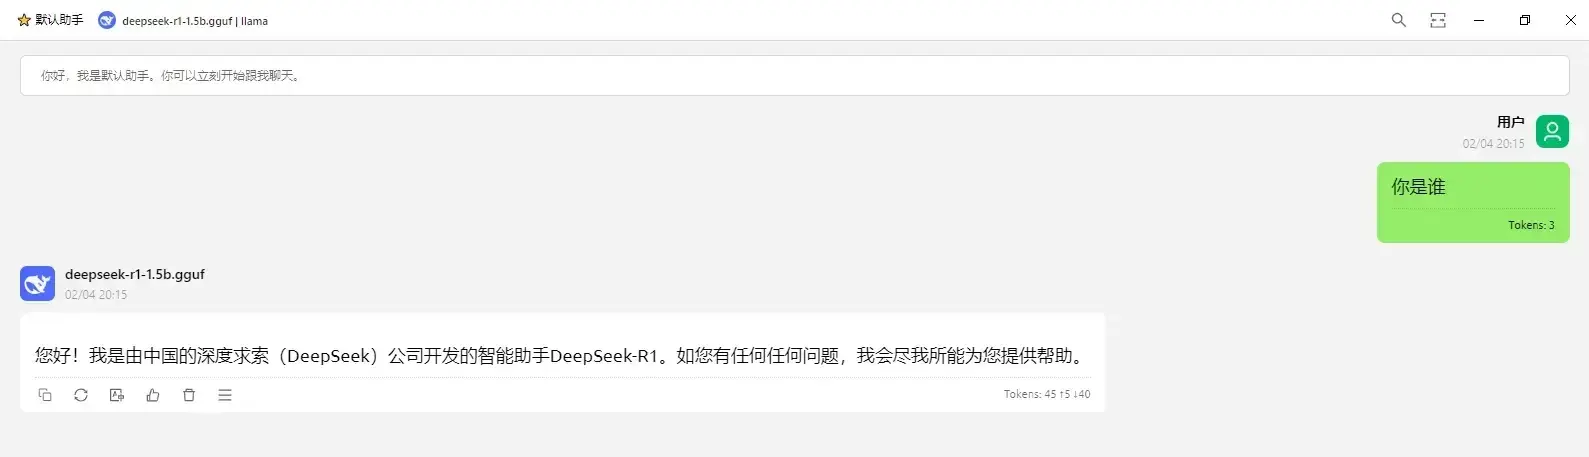 默认助手 deepseek-r1-1.5b.gguf | llama
你好，我是默认助手。你可以立刻开始跟我聊天。
用户
02/04 20:15
你是谁
Tokens: 3
deepseek-r1-1.5b.gguf
02/04 20:15
您好！我是由中国的深度求索（DeepSeek）公司开发的智能助手DeepSeek-R1。如您有任何任何问题，我会尽我所能为您提供帮助。
Tokens: 45 ↑5 ↓40